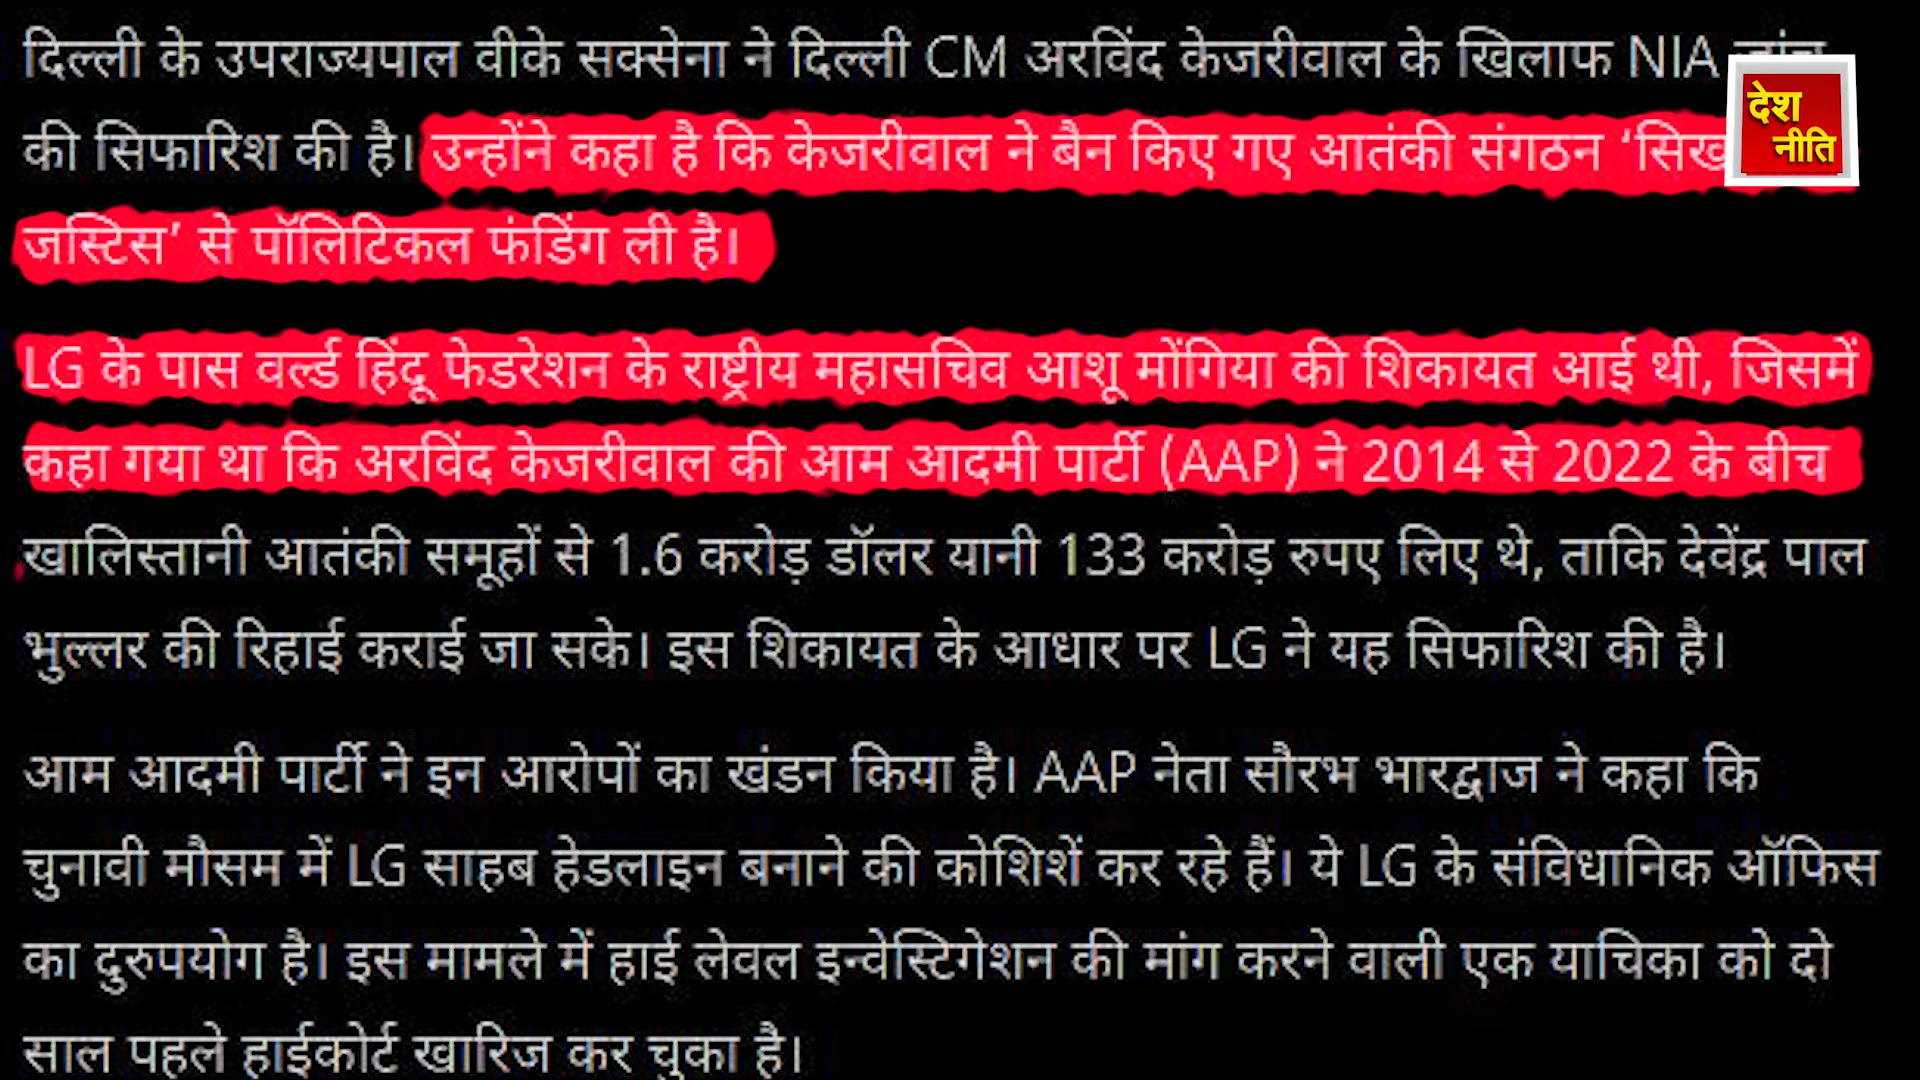 दिल्ली के उपराज्यपाल वीके सक्सेना ने दिल्ली CM अरविंद केजरीवाल के खिलाफ NIA
की सिफारिश की है। उन्होंने कहा है कि केजरीवाल ने बैन किए गए आतंकी संगठन ‘सिख
जस्टिस’ से पॉलिटिकल फंडिंग ली है।
LG के पास वर्ल्ड हिंदू फेडरेशन के राष्ट्रीय महासचिव आशू मोंगिया की शिकायत आई थी, जिसमें
कहा गया था कि अरविंद केजरीवाल की आम आदमी पार्टी (AAP) ने 2014 से 2022 के बीच
खालिस्तानी आतंकी समूहों से 1.6 करोड़ डॉलर यानी 133 करोड़ रुपए लिए थे, ताकि देवेंद्र पाल
भुल्लर की रिहाई कराई जा सके। इस शिकायत के आधार पर LG ने यह सिफारिश की है।
आम आदमी पार्टी ने इन आरोपों का खंडन किया है। AAP नेता सौरभ भारद्वाज ने कहा कि
चुनावी मौसम में LG साहब हेडलाइन बनाने की कोशिशें कर रहे हैं। ये LG के संविधानिक ऑफिस
का दुरुपयोग है। इस मामले में हाई लेवल इन्वेस्टिगेशन की मांग करने वाली एक याचिका को दो
साल पहले हाईकोर्ट खारिज कर चुका है।
देश
नीति